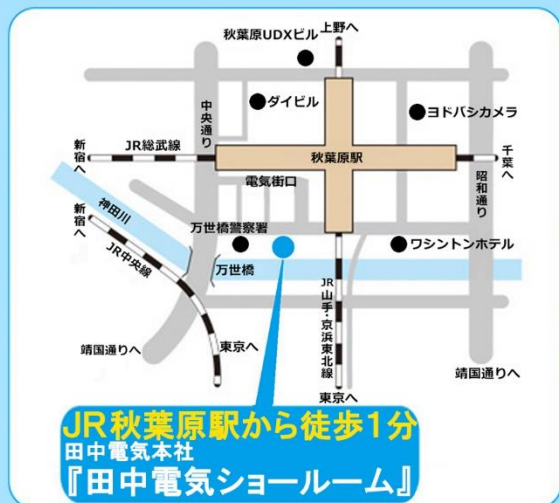 上野へ
秋葉原UDXビル
ダイビル
ヨドバシカメラ
中央通り
新宿へ
JR総武線
秋葉原駅
千葉へ
電気街口
昭和通り
新宿へ
神田川
JR中央線
万世橋警察署
万世橋
ワシントンホテル
JR山手・京浜東北線
靖国通りへ
東京へ
東京へ
靖国通りへ
JR秋葉原駅から徒歩1分
田中電気本社
『田中電気ショールーム』